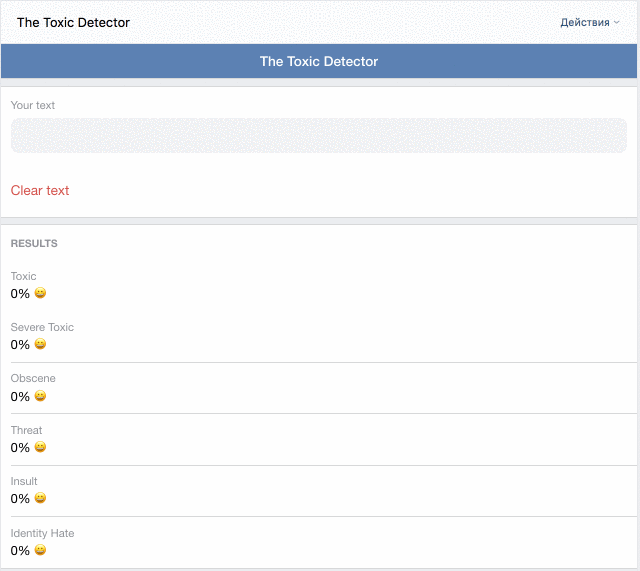 The Toxic Detector
Действия
The Toxic Detector
Your text
Clear text
RESULTS
Toxic
0% 😀
Severe Toxic
0% 😀
Obscene
0% 😀
Threat
0% 😀
Insult
0% 😀
Identity Hate
0% 😀